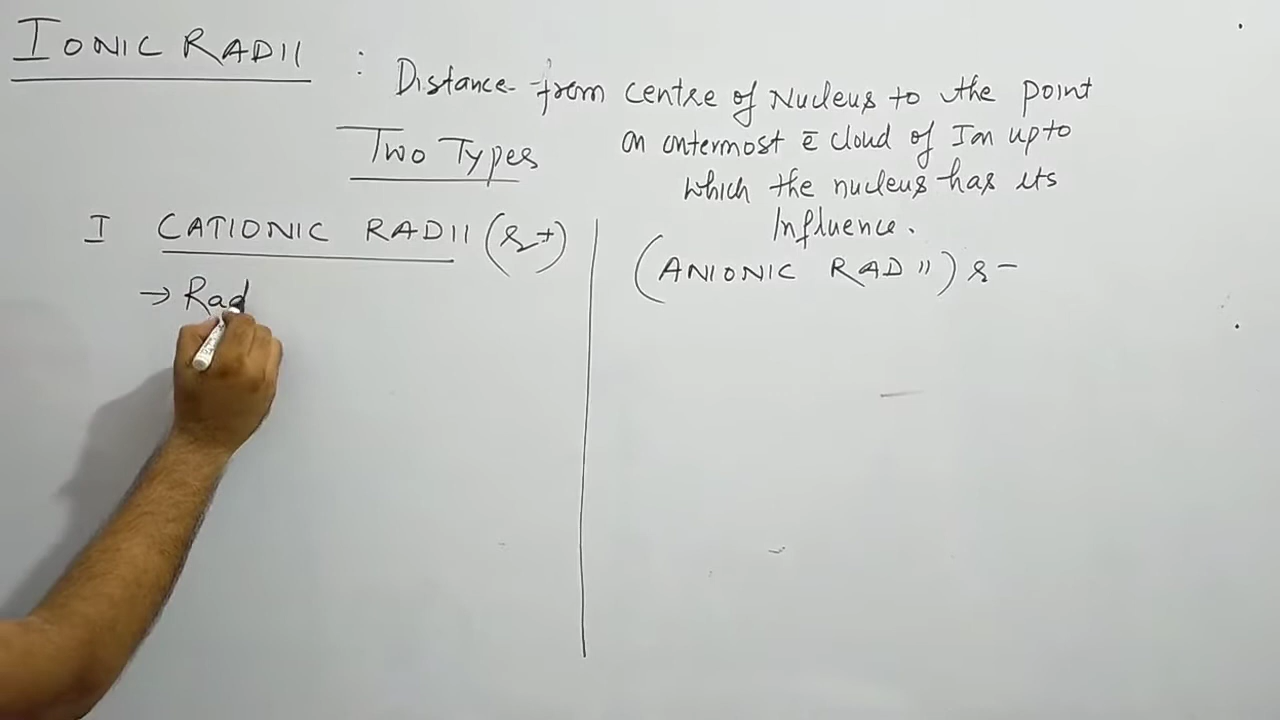 IONIC RADII : Distance from centre of Nucleus to the point
on outermost ē cloud of Ion upto
which the nucleus has its
Influence.
Two Types
I CATIONIC RADII (r+)
→ Rad
(ANIONIC RADII) r-